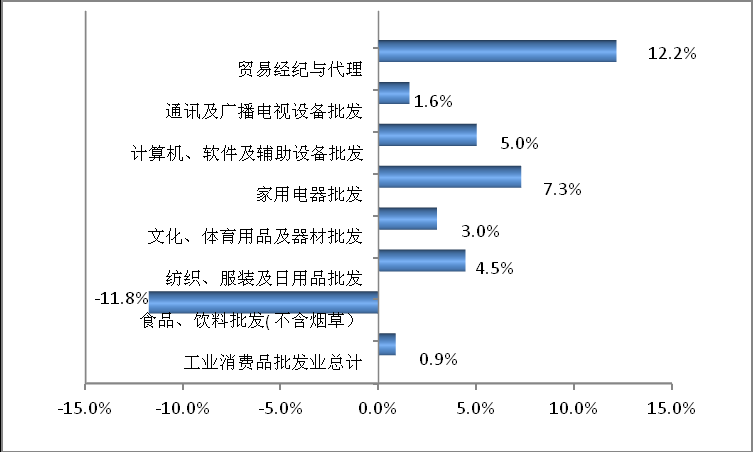 12.2%
贸易经纪与代理
1.6%
通讯及广播电视设备批发
5.0%
计算机、软件及辅助设备批发
7.3%
家用电器批发
3.0%
文化、体育用品及器材批发
4.5%
纺织、服装及日用品批发
-11.8%
食品、饮料批发(不含烟草）
0.9%
工业消费品批发业总计
-15.0% -10.0% -5.0% 0.0% 5.0% 10.0% 15.0%